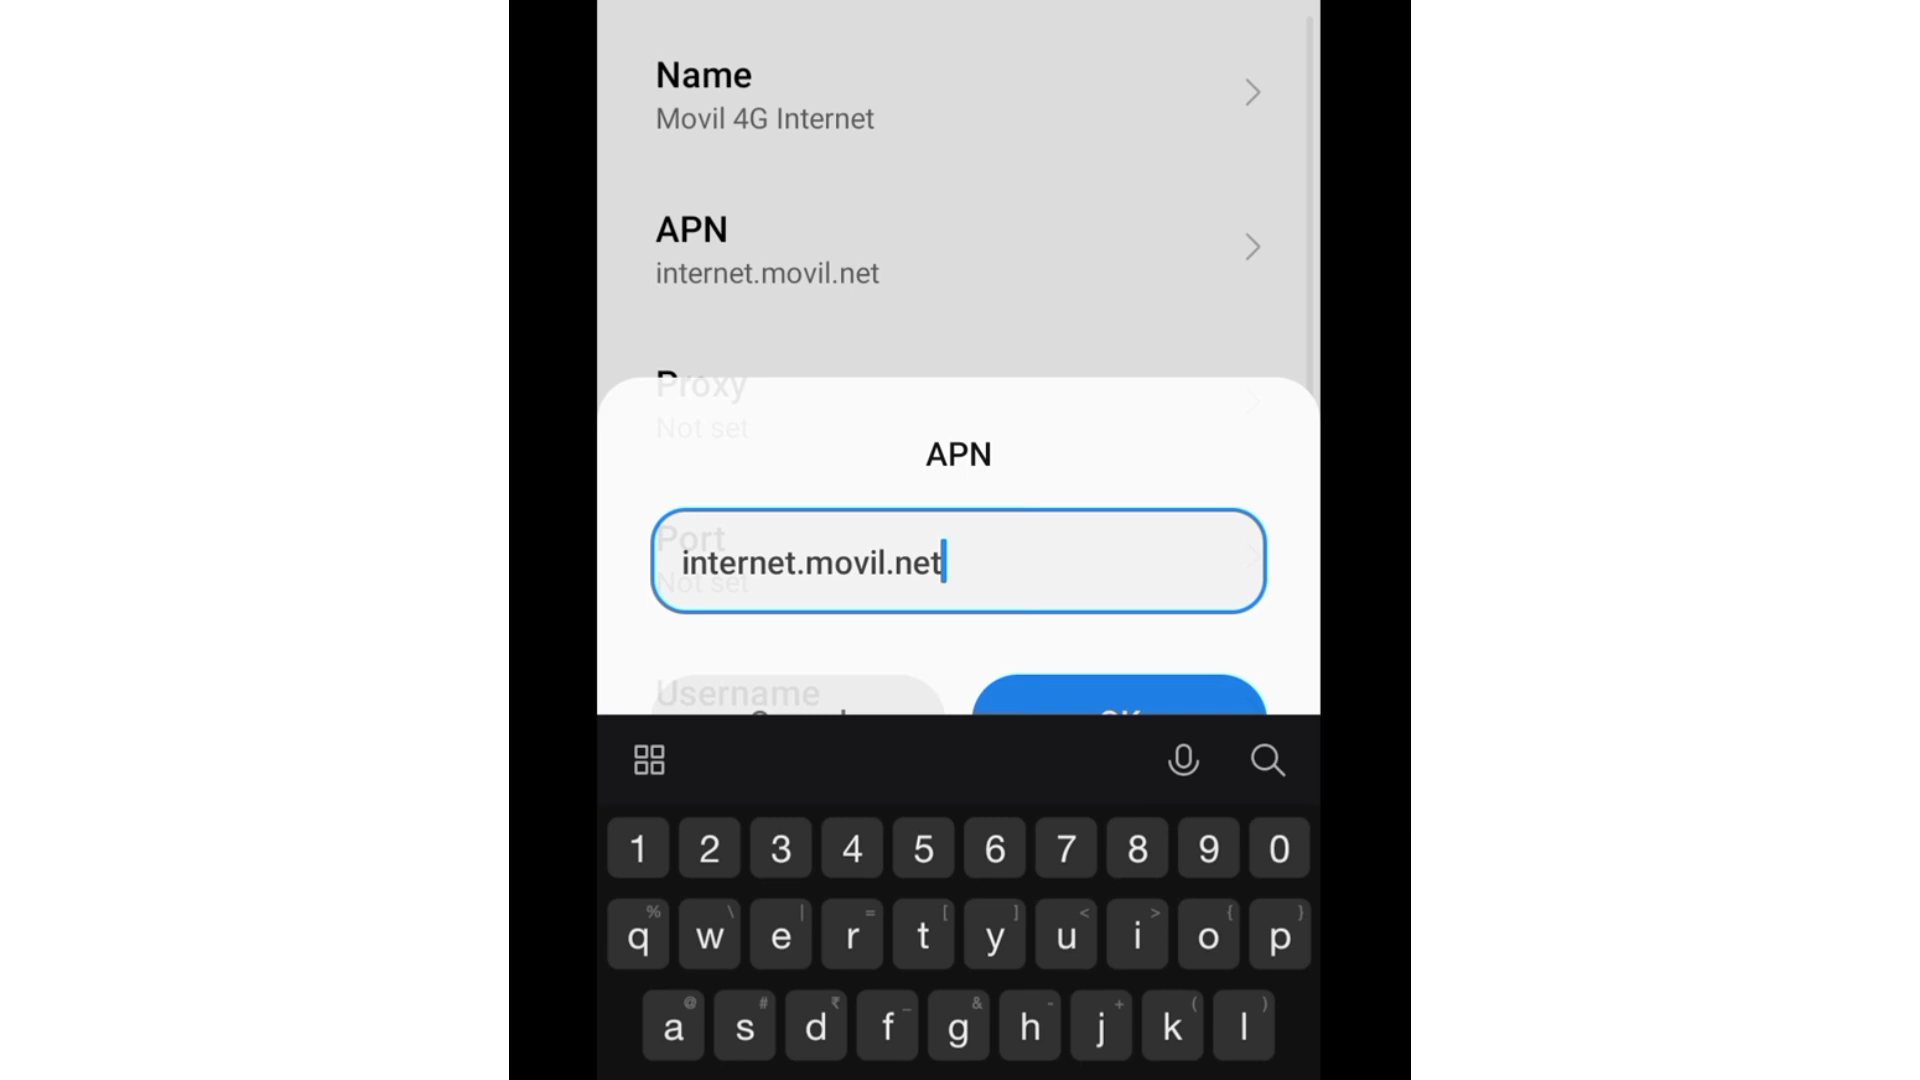 Name
Movil 4G Internet
APN
internet.movil.net
Proxy
Not set
APN
Port
internet.movil.net
Not set
Username
OK
1 2 3 4 5 6 7 8 9 0
% \ | = [ ] < > { }
q w e r t y u i o p
@ # ₹ _ & - + ( )
a s d f g h j k l